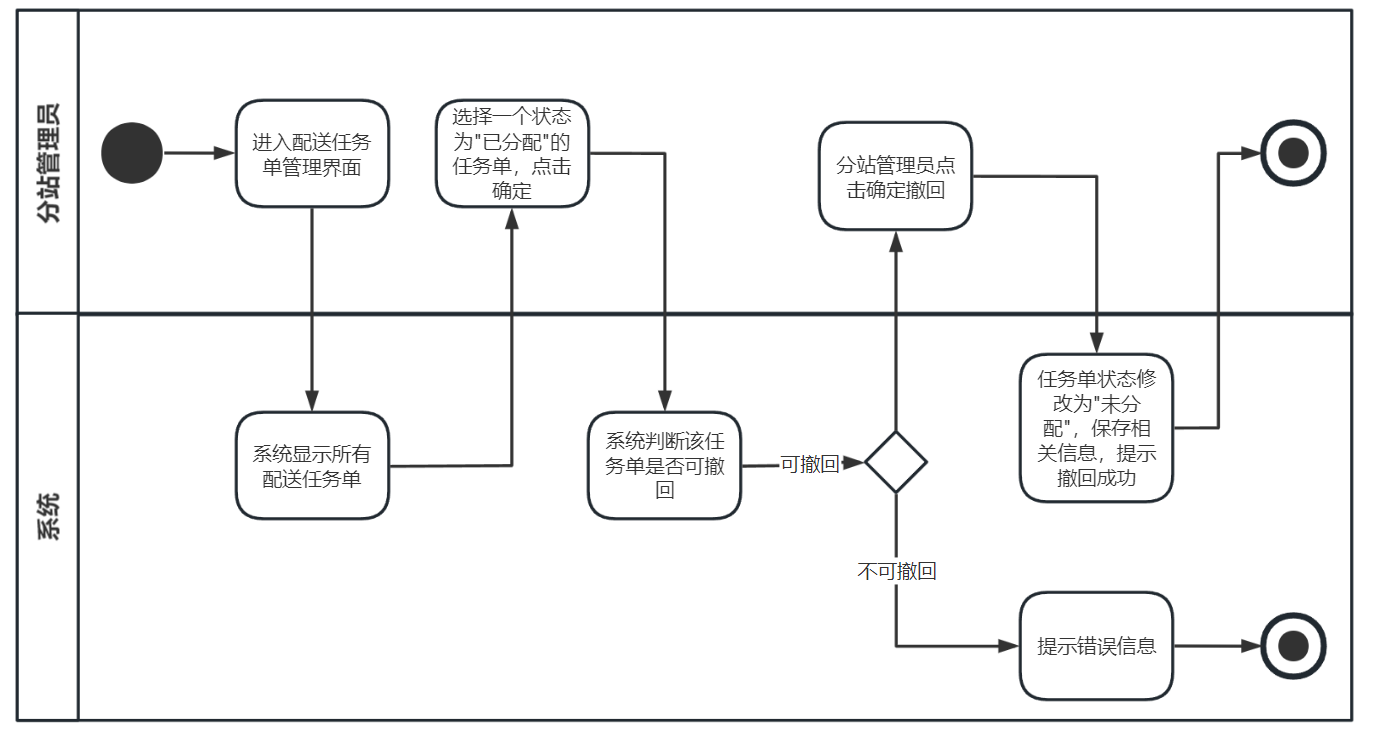 分站管理员
进入配送任务
单管理界面
选择一个状态
为"已分配"的
任务单，点击
确定
分站管理员点
击确定撤回
系统
系统显示所有
配送任务单
系统判断该任
务单是否可撤
回
可撤回
不可撤回
任务单状态修
改为"未分
配"，保存相
关信息，提示
撤回成功
提示错误信息